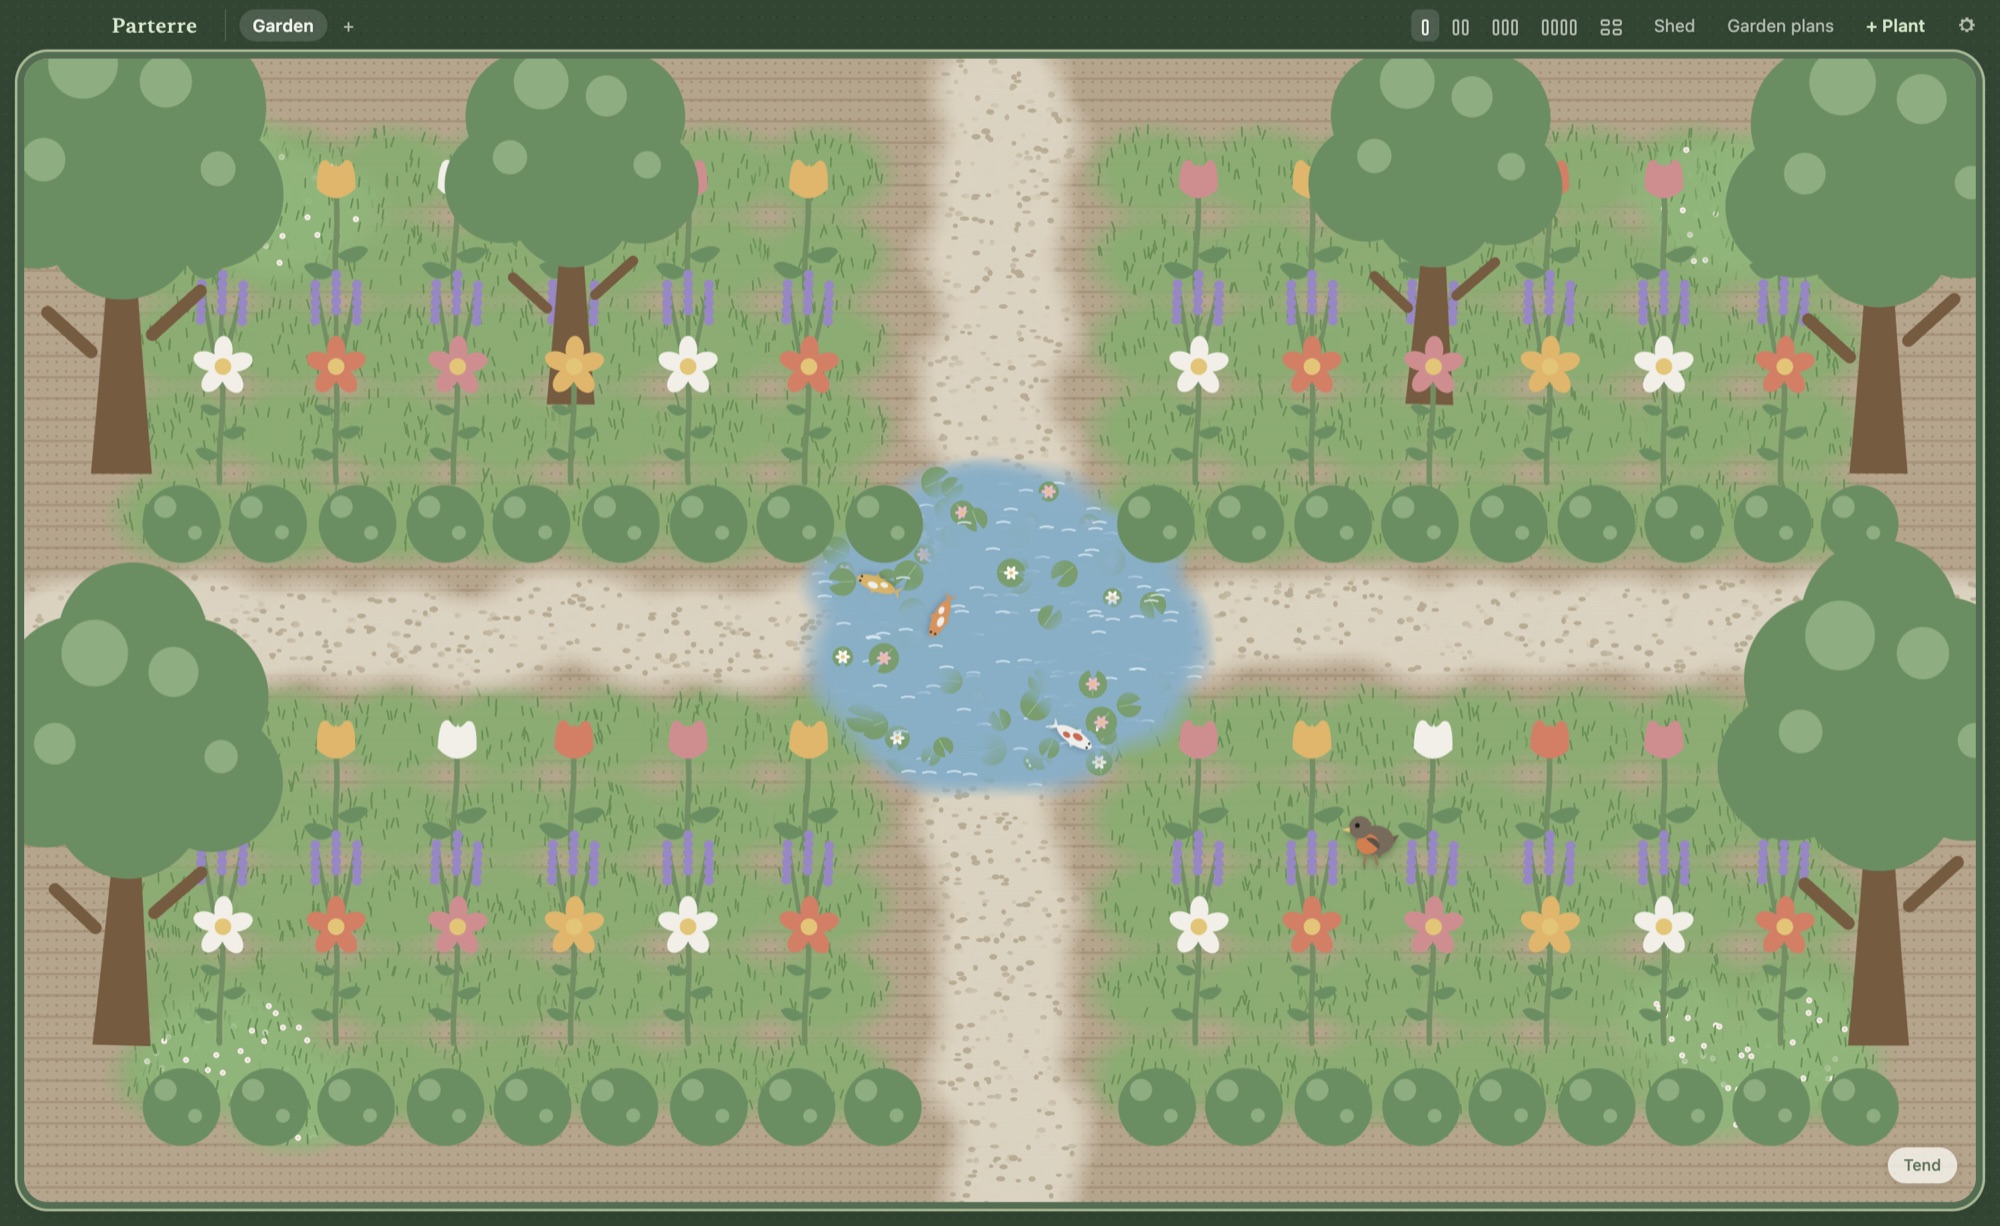 Parterre
Garden
+
Shed
Garden plans
+ Plant
Tend